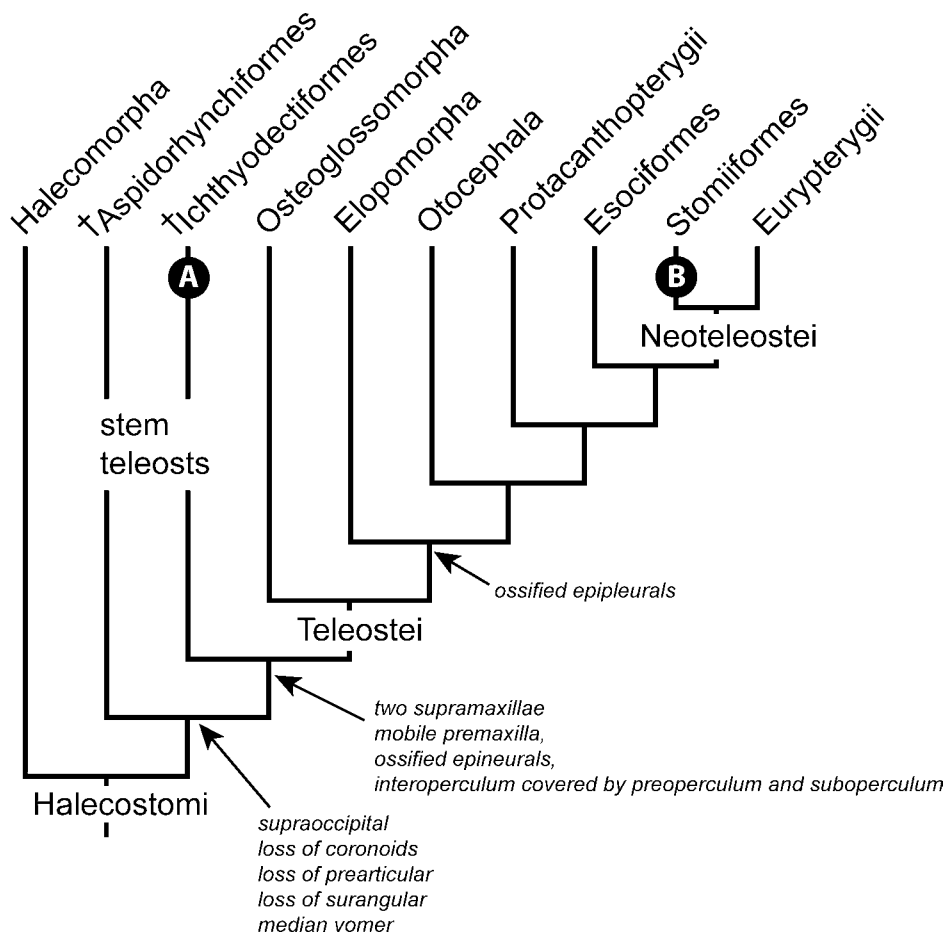 Halecomorpha
†Aspidorhynchiformes
†Ichthyodectiformes
Osteoglossomorpha
Elopomorpha
Otocephala
Protacanthopterygii
Esociformes
Stomiiformes
Eurypterygii
A
B
Neoteleostei
stem
teleosts
ossified epipleurals
Teleostei
two supramaxillae
mobile premaxilla,
ossified epineurals,
interoperculum covered by preoperculum and suboperculum
Halecostomi
supraoccipital
loss of coronoids
loss of prearticular
loss of surangular
median vomer